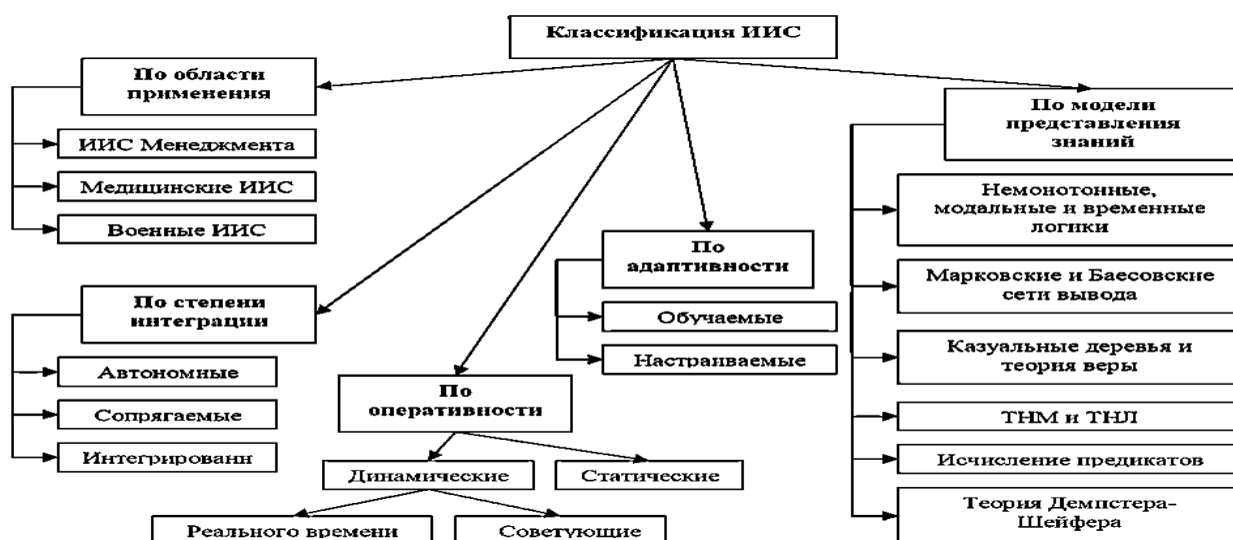 Классификация ИИС
По области
применения
ИИС Менеджмента
Медицинские ИИС
Военные ИИС
По степени
интеграции
Автономные
Сопрягаемые
Интегрированн
По
оперативности
Динамические
Статические
Реального времени
Советующие
По
адаптивности
Обучаемые
Настраиваемые
По модели
представления
знаний
Немонотонные,
модальные и временные
логики
Марковские и Баесовские
сети вывода
Казуальные деревья и
теория веры
ТНМ и ТНЛ
Исчисление предикатов
Теория Демпстера-
Шейфера